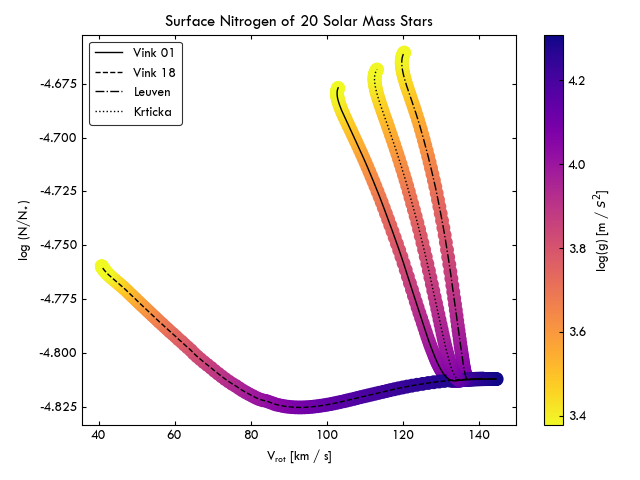 Surface Nitrogen of 20 Solar Mass Stars
Vink 01
Vink 18
Leuven
Krticka
-4.675
-4.700
-4.725
-4.750
-4.775
-4.800
-4.825
log (N/N⋆)
40
60
80
100
120
140
V_rot [km / s]
4.2
4.0
3.8
3.6
3.4
log(g) [m / s²]